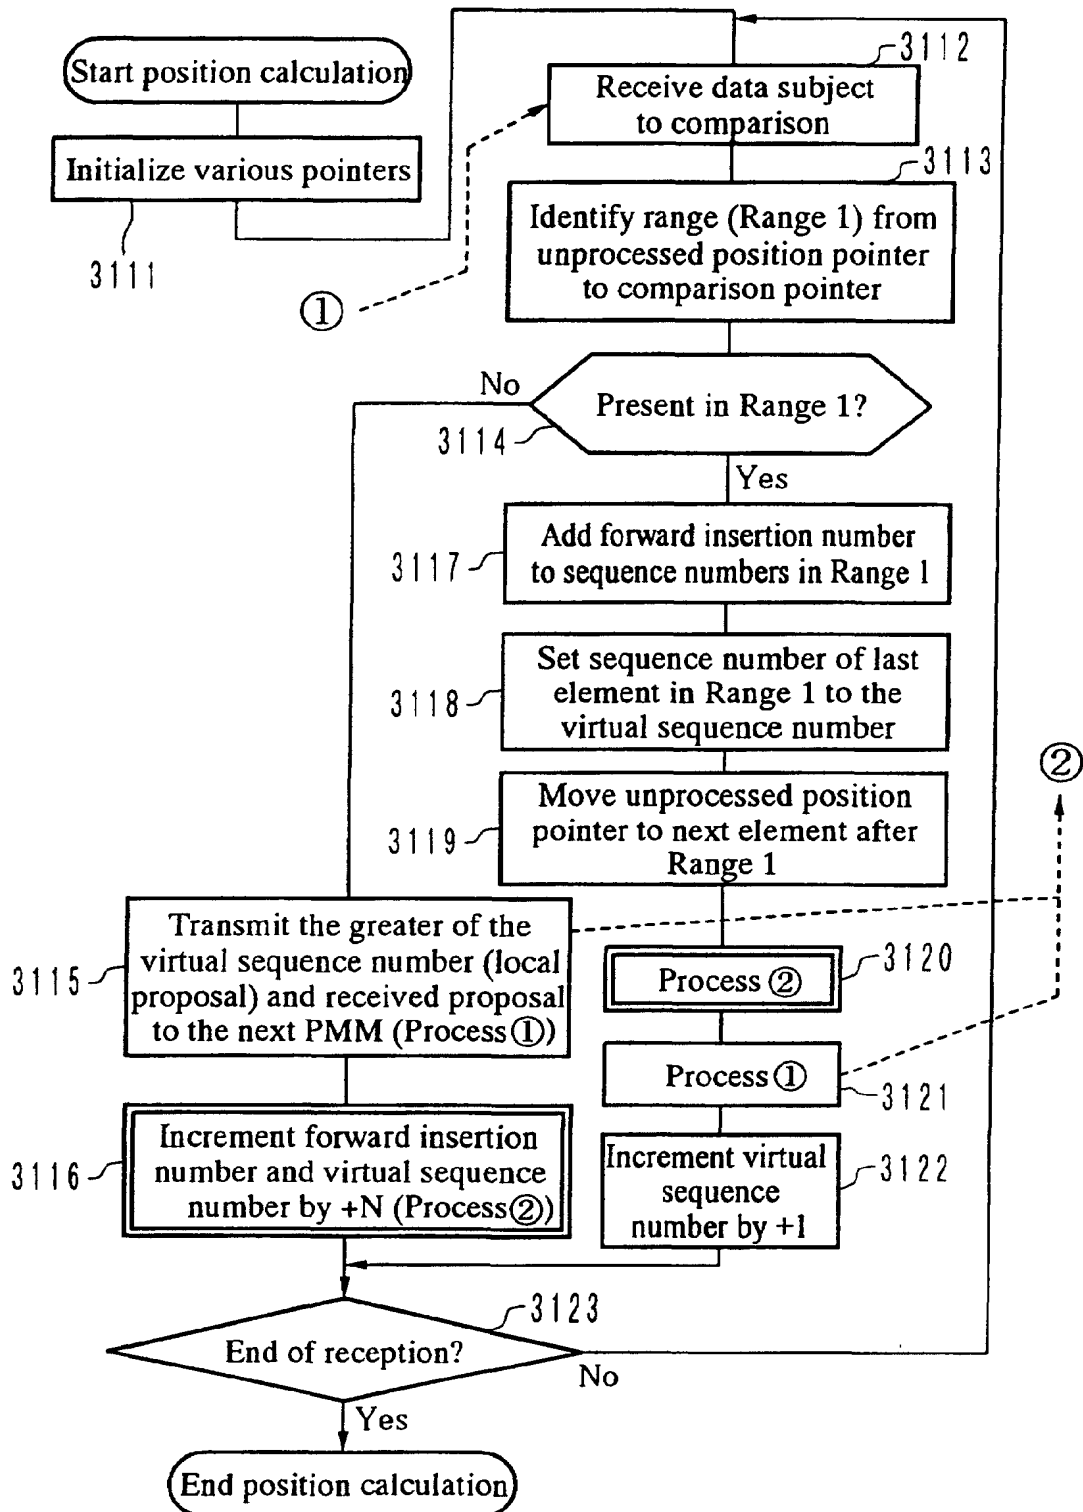 Start position calculation
Initialize various pointers
3111
①
3112
Receive data subject
to comparison
3113
Identify range (Range 1) from
unprocessed position pointer
to comparison pointer
No
Present in Range 1?
3114
Yes
Add forward insertion number
to sequence numbers in Range 1
3117
Set sequence number of last
element in Range 1 to the
virtual sequence number
3118
②
Move unprocessed position
pointer to next element after
Range 1
3119
Transmit the greater of the
virtual sequence number (local
proposal) and received proposal
to the next PMM (Process①)
3115
Process②
3120
Process①
3121
Increment forward insertion
number and virtual sequence
number by +N (Process②)
3116
Increment virtual
sequence
number by +1
3122
3123
End of reception?
No
Yes
End position calculation